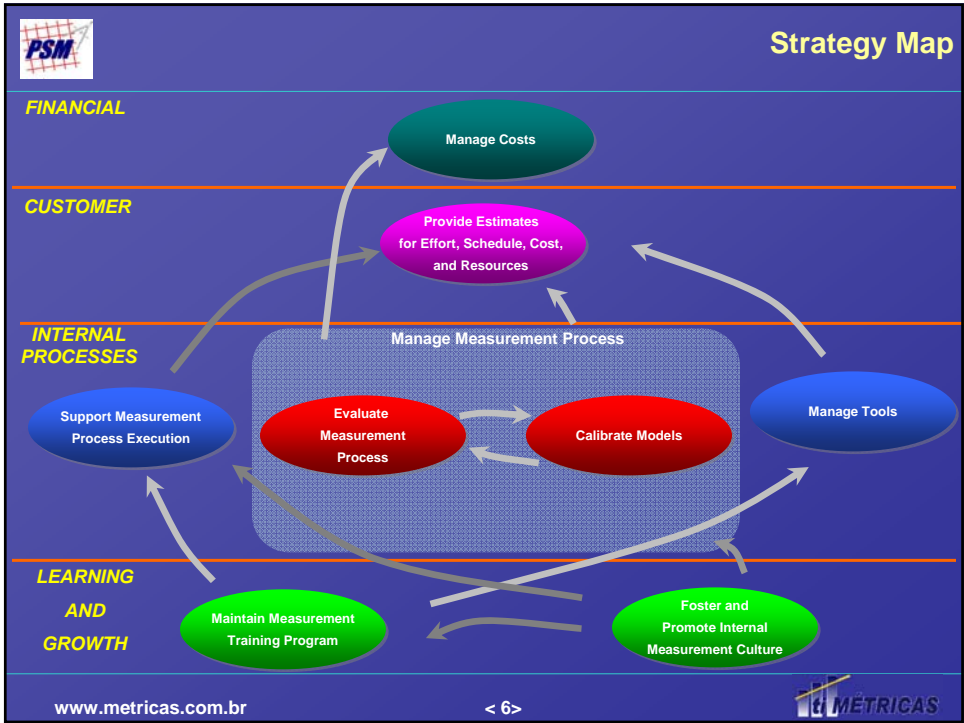 PSM
Strategy Map
FINANCIAL
Manage Costs
CUSTOMER
Provide Estimates
for Effort, Schedule, Cost,
and Resources
INTERNAL
PROCESSES
Manage Measurement Process
Support Measurement
Process Execution
Evaluate
Measurement
Process
Calibrate Models
Manage Tools
LEARNING
AND
GROWTH
Maintain Measurement
Training Program
Foster and
Promote Internal
Measurement Culture
www.metricas.com.br
< 6>
ti MÉTRICAS